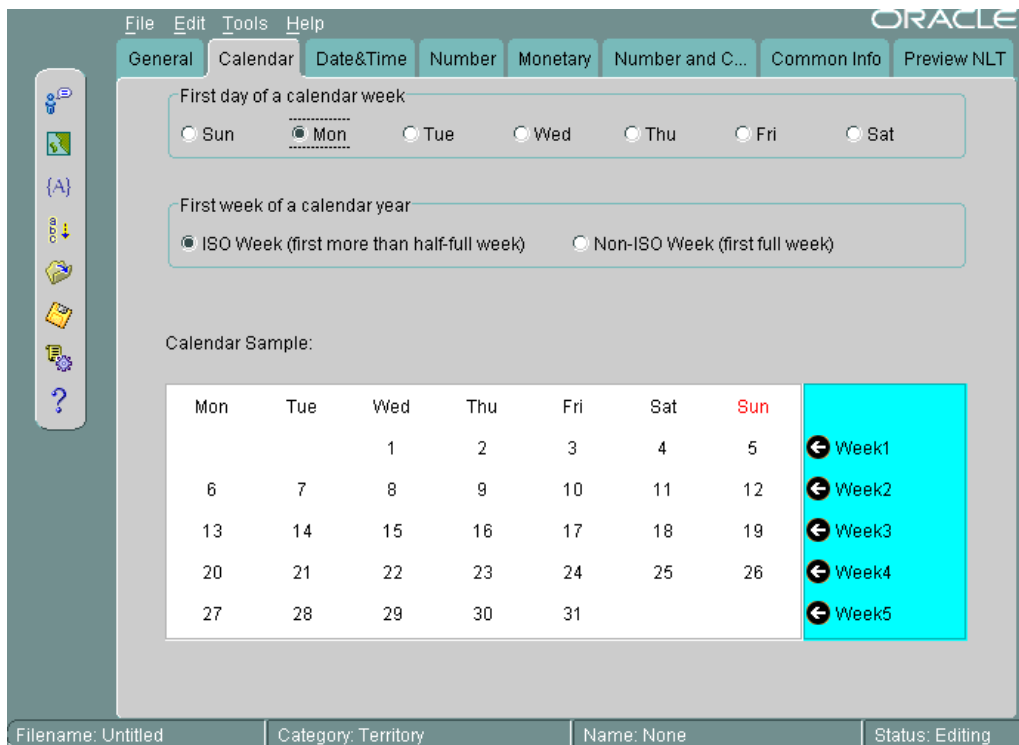 File Edit Tools Help
ORACLE
General Calendar Date&Time Number Monetary Number and C... Common Info Preview NLT
First day of a calendar week
Sun Mon Tue Wed Thu Fri Sat
{A}
First week of a calendar year
a
b
c
ISO Week (first more than half-full week) Non-ISO Week (first full week)
Calendar Sample:
?
Mon Tue Wed Thu Fri Sat Sun
1 2 3 4 5 Week1
6 7 8 9 10 11 12 Week2
13 14 15 16 17 18 19 Week3
20 21 22 23 24 25 26 Week4
27 28 29 30 31 Week5
Filename: Untitled Category: Territory Name: None Status: Editing